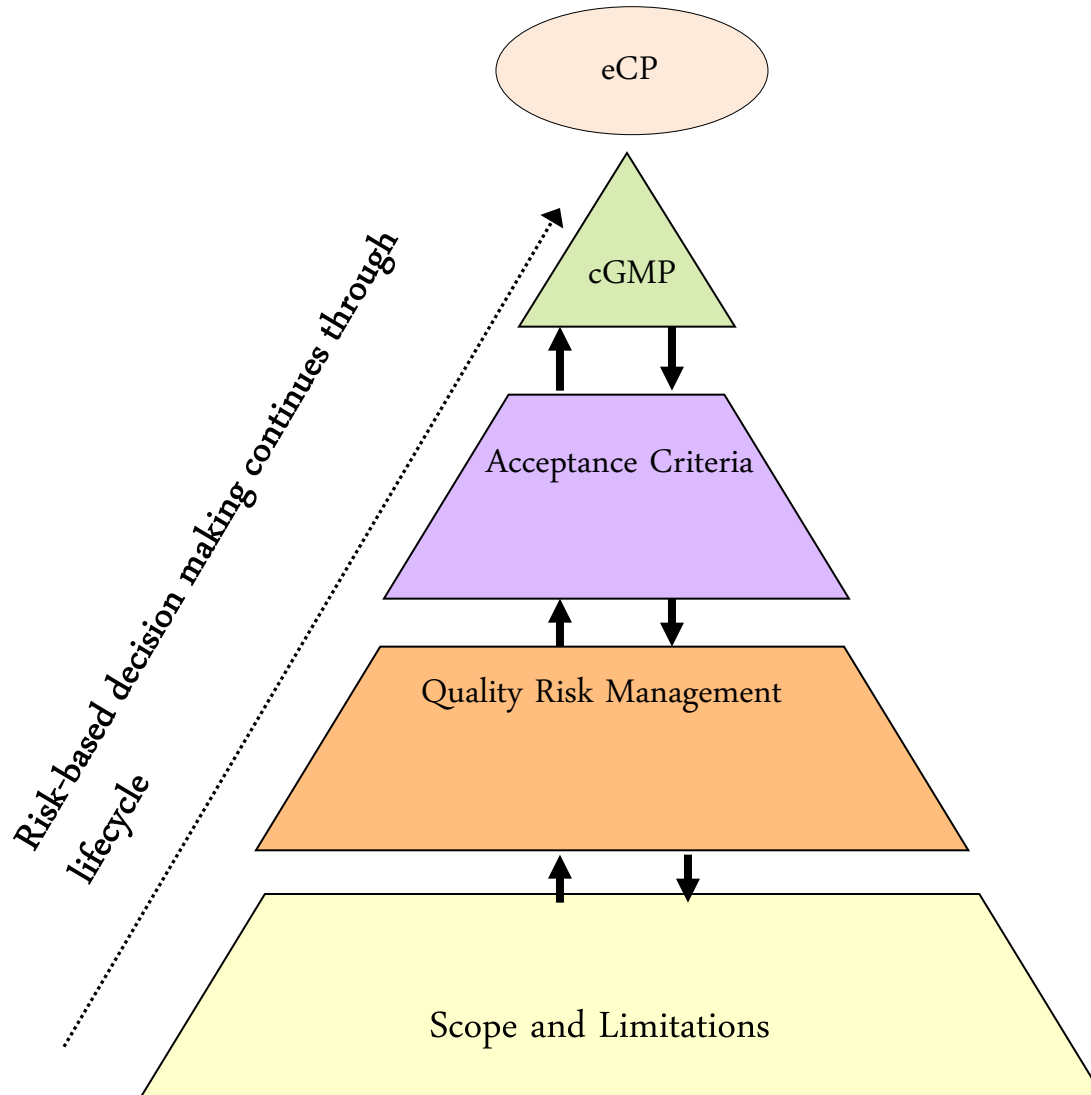 eCP
cGMP
Acceptance Criteria
Quality Risk Management
Scope and Limitations
Risk-based decision making continues through
lifecycle